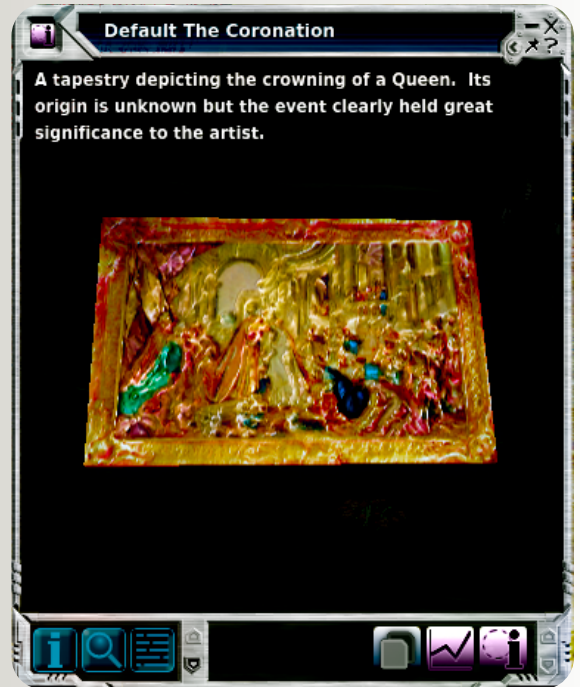 Default The Coronation
A tapestry depicting the crowning of a Queen.  Its
origin is unknown but the event clearly held great
significance to the artist.